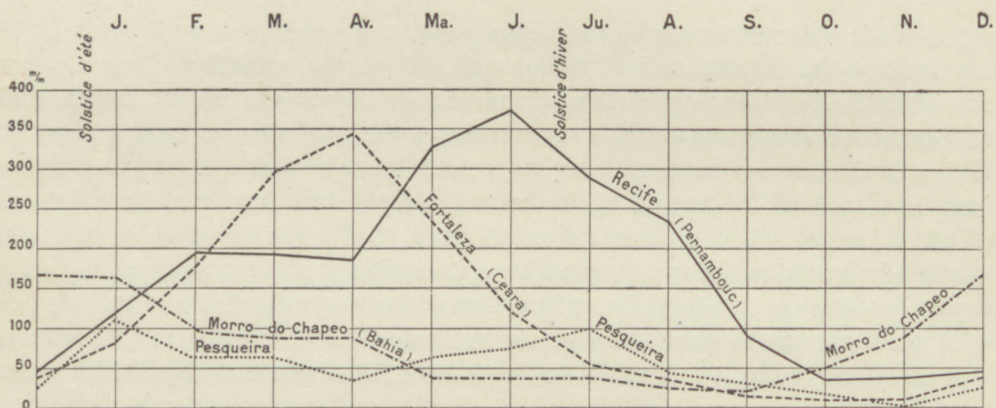 J. F. M. Av. Ma. J. Ju. A. S. O. N. D.
Solstice d'été
Solstice d'hiver
m/m
400
350
300
250
200
150
100
50
0
Recife (Pernambouc)
Fortaleza (Ceara)
Morro do Chapeo (Bahia)
Pesqueira
Pesqueira
Morro do Chapeo